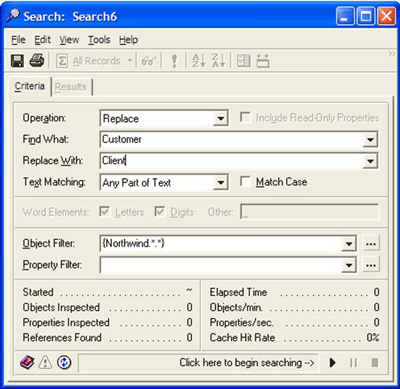 Search: Search6
File Edit View Tools Help
All Records
Criteria Results
Operation: Replace Include Read-Only Properties
Find What: Customer
Replace With: Client
Text Matching: Any Part of Text Match Case
Word Elements: Letters Digits Other: _
Object Filter: {Northwind.*.*}
Property Filter:
Started ~ Elapsed Time 0
Objects Inspected 0 Objects/min. 0
Properties Inspected 0 Properties/sec. 0
References Found 0 Cache Hit Rate 0%
Click here to begin searching -->